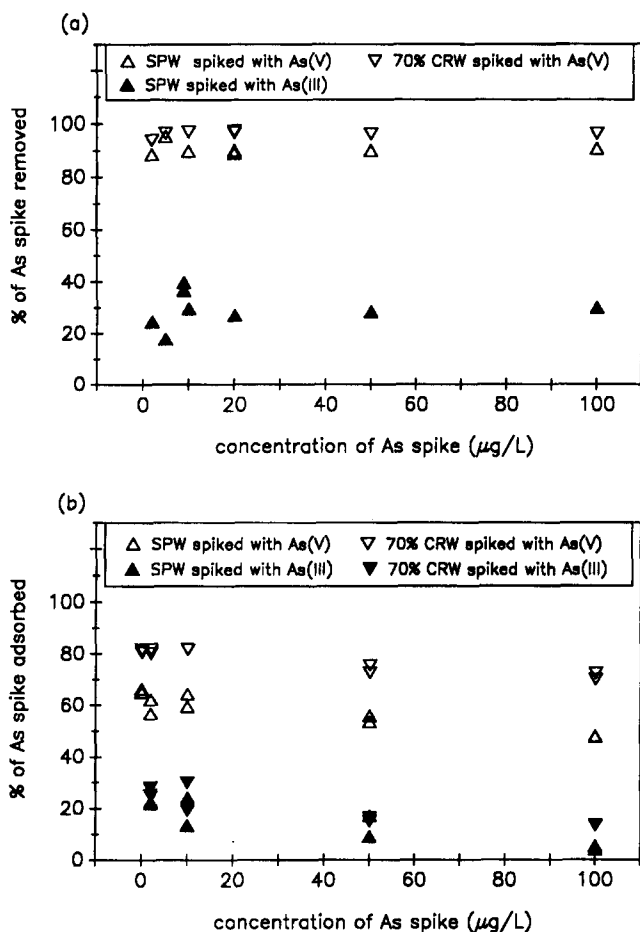 (a)
△ SPW spiked with As(V) ▽ 70% CRW spiked with As(V)
▲ SPW spiked with As(III)
100
80
60
40
20
0
% of As spike removed
0 20 40 60 80 100
concentration of As spike (μg/L)
(b)
△ SPW spiked with As(V) ▽ 70% CRW spiked with As(V)
▲ SPW spiked with As(III) ▼ 70% CRW spiked with As(III)
100
80
60
40
20
0
% of As spike adsorbed
0 20 40 60 80 100
concentration of As spike (μg/L)